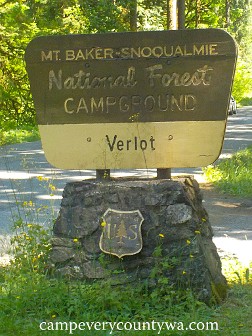 MT. BAKER-SNOQUALMIE
National Forest
CAMPGROUND
Verlot
U S
campeverycountywa.com